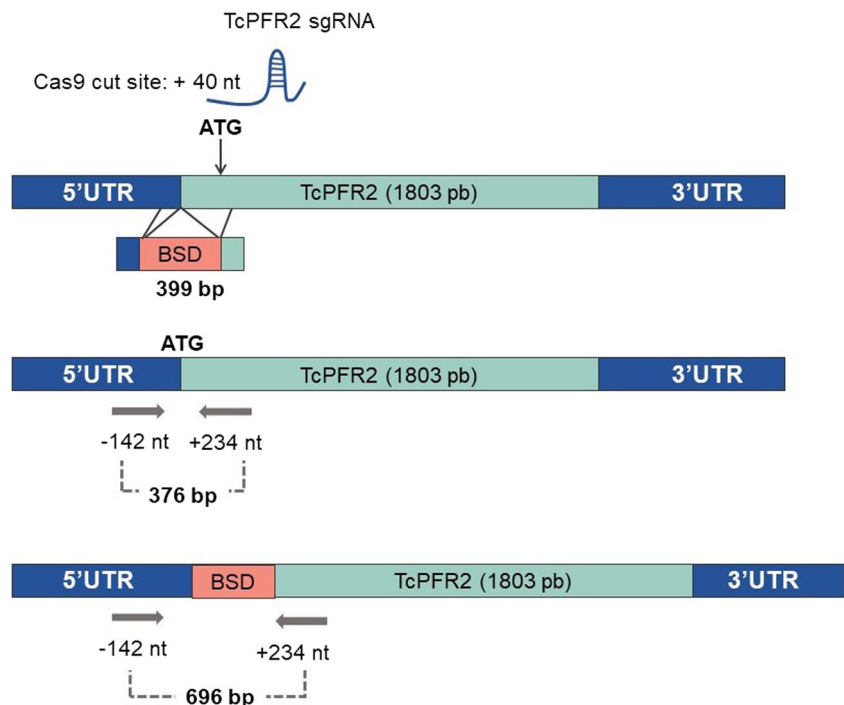 TcPFR2 sgRNA
Cas9 cut site: + 40 nt
ATG
5'UTR TcPFR2 (1803 pb) 3'UTR
BSD
399 bp
ATG
5'UTR TcPFR2 (1803 pb) 3'UTR
-142 nt +234 nt
376 bp
5'UTR BSD TcPFR2 (1803 pb) 3'UTR
-142 nt +234 nt
696 bp